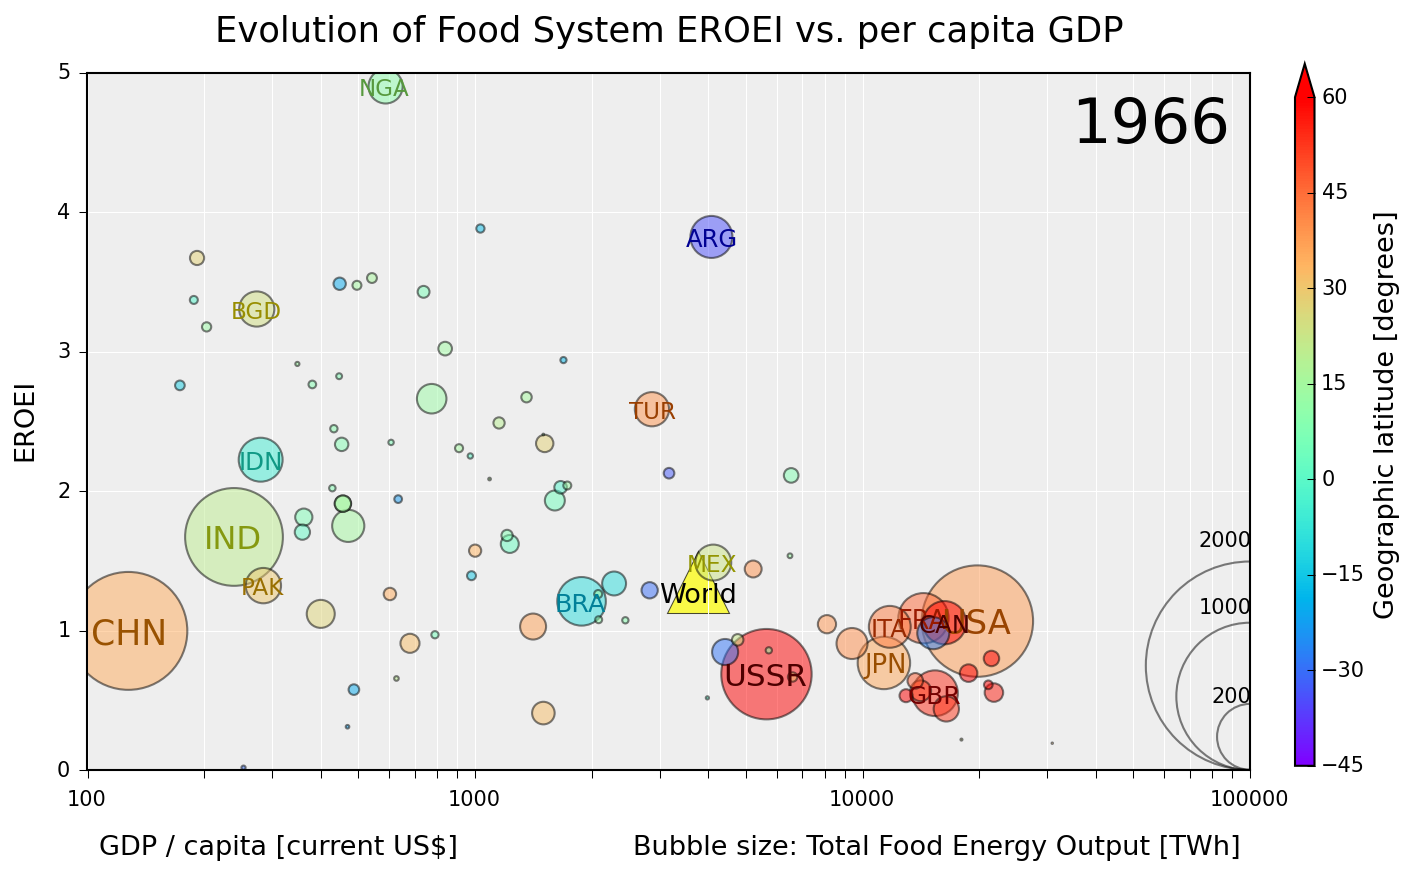 Evolution of Food System EROEI vs. per capita GDP
1966
5
4
3
2
1
0
EROEI
NGA
ARG
BGD
TUR
IDN
IND
PAK
MEX
World
BRA
CHN
USSR
ITA
FRA
CAN
USA
JPN
GBR
2000
1000
200
100
1000
10000
100000
GDP / capita [current US$]
Bubble size: Total Food Energy Output [TWh]
60
45
30
15
0
−15
−30
−45
Geographic latitude [degrees]